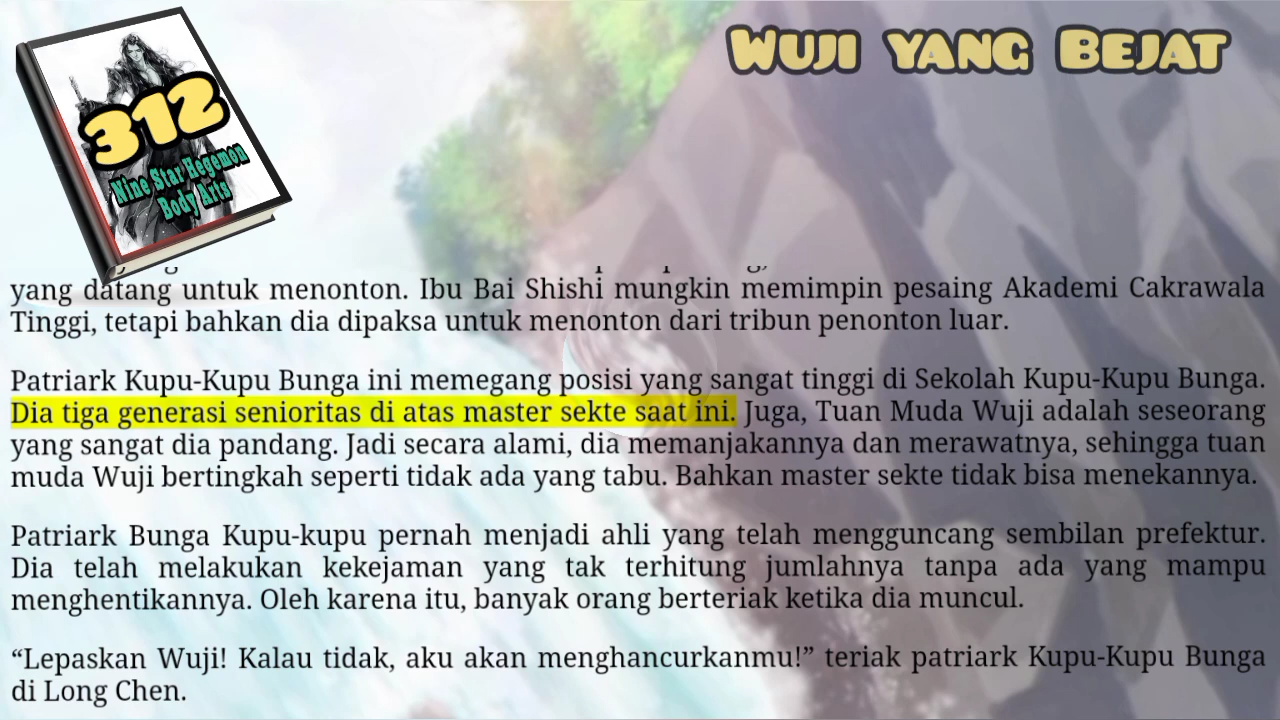 Wuji yang Bejat
312
Nine Star Hegemon
Body Arts
yang datang untuk menonton. Ibu Bai Shishi mungkin memimpin pesaing Akademi Cakrawala
Tinggi, tetapi bahkan dia dipaksa untuk menonton dari tribun penonton luar.
Patriark Kupu-Kupu Bunga ini memegang posisi yang sangat tinggi di Sekolah Kupu-Kupu Bunga.
Dia tiga generasi senioritas di atas master sekte saat ini. Juga, Tuan Muda Wuji adalah seseorang
yang sangat dia pandang. Jadi secara alami, dia memanjakannya dan merawatnya, sehingga tuan
muda Wuji bertingkah seperti tidak ada yang tabu. Bahkan master sekte tidak bisa menekannya.
Patriark Bunga Kupu-kupu pernah menjadi ahli yang telah mengguncang sembilan prefektur.
Dia telah melakukan kekejaman yang tak terhitung jumlahnya tanpa ada yang mampu
menghentikannya. Oleh karena itu, banyak orang berteriak ketika dia muncul.
“Lepaskan Wuji! Kalau tidak, aku akan menghancurkanmu!” teriak patriark Kupu-Kupu Bunga
di Long Chen.